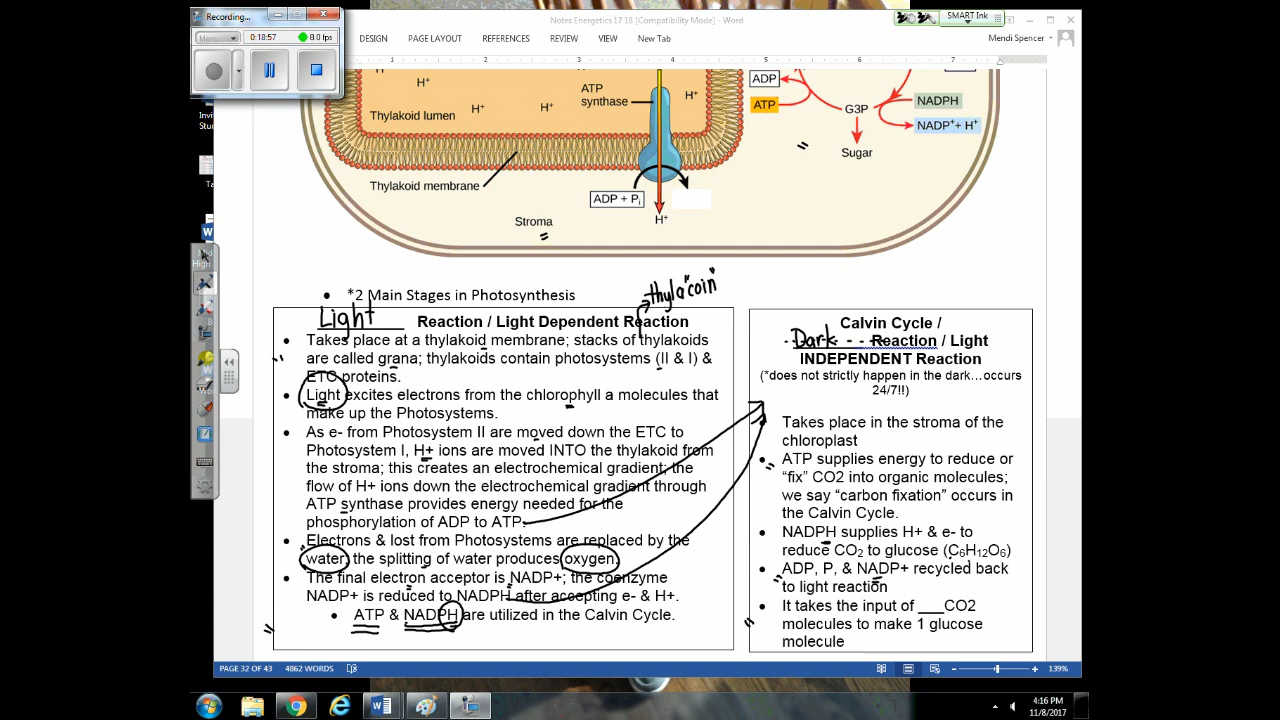 Recording...
Menu
0:18:57
8.0 fps
Notes Energetics 17 18 [Compatibility Mode] - Word
SMART Ink
DESIGN
PAGE LAYOUT
REFERENCES
REVIEW
VIEW
New Tab
Mendi Spencer
1 2 3 4 5 6 7
H+
H+
H+
H+
ATP
synthase
H+
Thylakoid lumen
Thylakoid membrane
ADP + Pi
H+
Stroma
ADP
ATP
G3P
NADPH
NADP+ + H+
Sugar
thyla"coin"
• *2 Main Stages in Photosynthesis
Light Reaction / Light Dependent Reaction
• Takes place at a thylakoid membrane; stacks of thylakoids
are called grana; thylakoids contain photosystems (II & I) &
ETC proteins.
• Light excites electrons from the chlorophyll a molecules that
make up the Photosystems.
• As e- from Photosystem II are moved down the ETC to
Photosystem I, H+ ions are moved INTO the thylakoid from
the stroma; this creates an electrochemical gradient; the
flow of H+ ions down the electrochemical gradient through
ATP synthase provides energy needed for the
phosphorylation of ADP to ATP.
• Electrons & lost from Photosystems are replaced by the
water; the splitting of water produces oxygen.
• The final electron acceptor is NADP+; the coenzyme
NADP+ is reduced to NADPH after accepting e- & H+.
• ATP & NADPH are utilized in the Calvin Cycle.
Calvin Cycle /
Dark Reaction / Light
INDEPENDENT Reaction
(*does not strictly happen in the dark…occurs
24/7!!)
Takes place in the stroma of the
chloroplast
• ATP supplies energy to reduce or
"fix" CO2 into organic molecules;
we say "carbon fixation" occurs in
the Calvin Cycle.
• NADPH supplies H+ & e- to
reduce CO2 to glucose (C6H12O6)
• ADP, P, & NADP+ recycled back
to light reaction
• It takes the input of ___CO2
molecules to make 1 glucose
molecule
PAGE 32 OF 43
4862 WORDS
139%
4:16 PM
11/8/2017